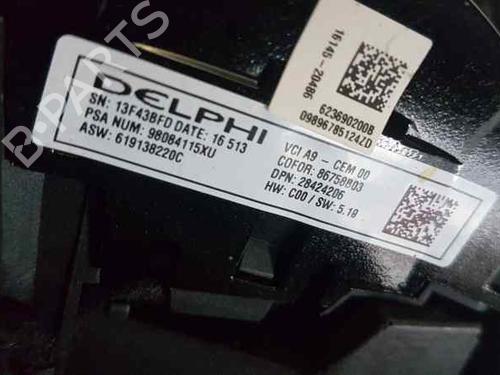 DELPHI
SN: 13F43BFD DATE: 16 513
PSA NUM: 98084115XU
ASW: 619138220C
VCI A9 - CEM 00
COFOR: 86758B03
DPN: 28424206
HW: C00 / SW: 5.19
16145-20486
623690200B
09896785124ZD
B-PARTS